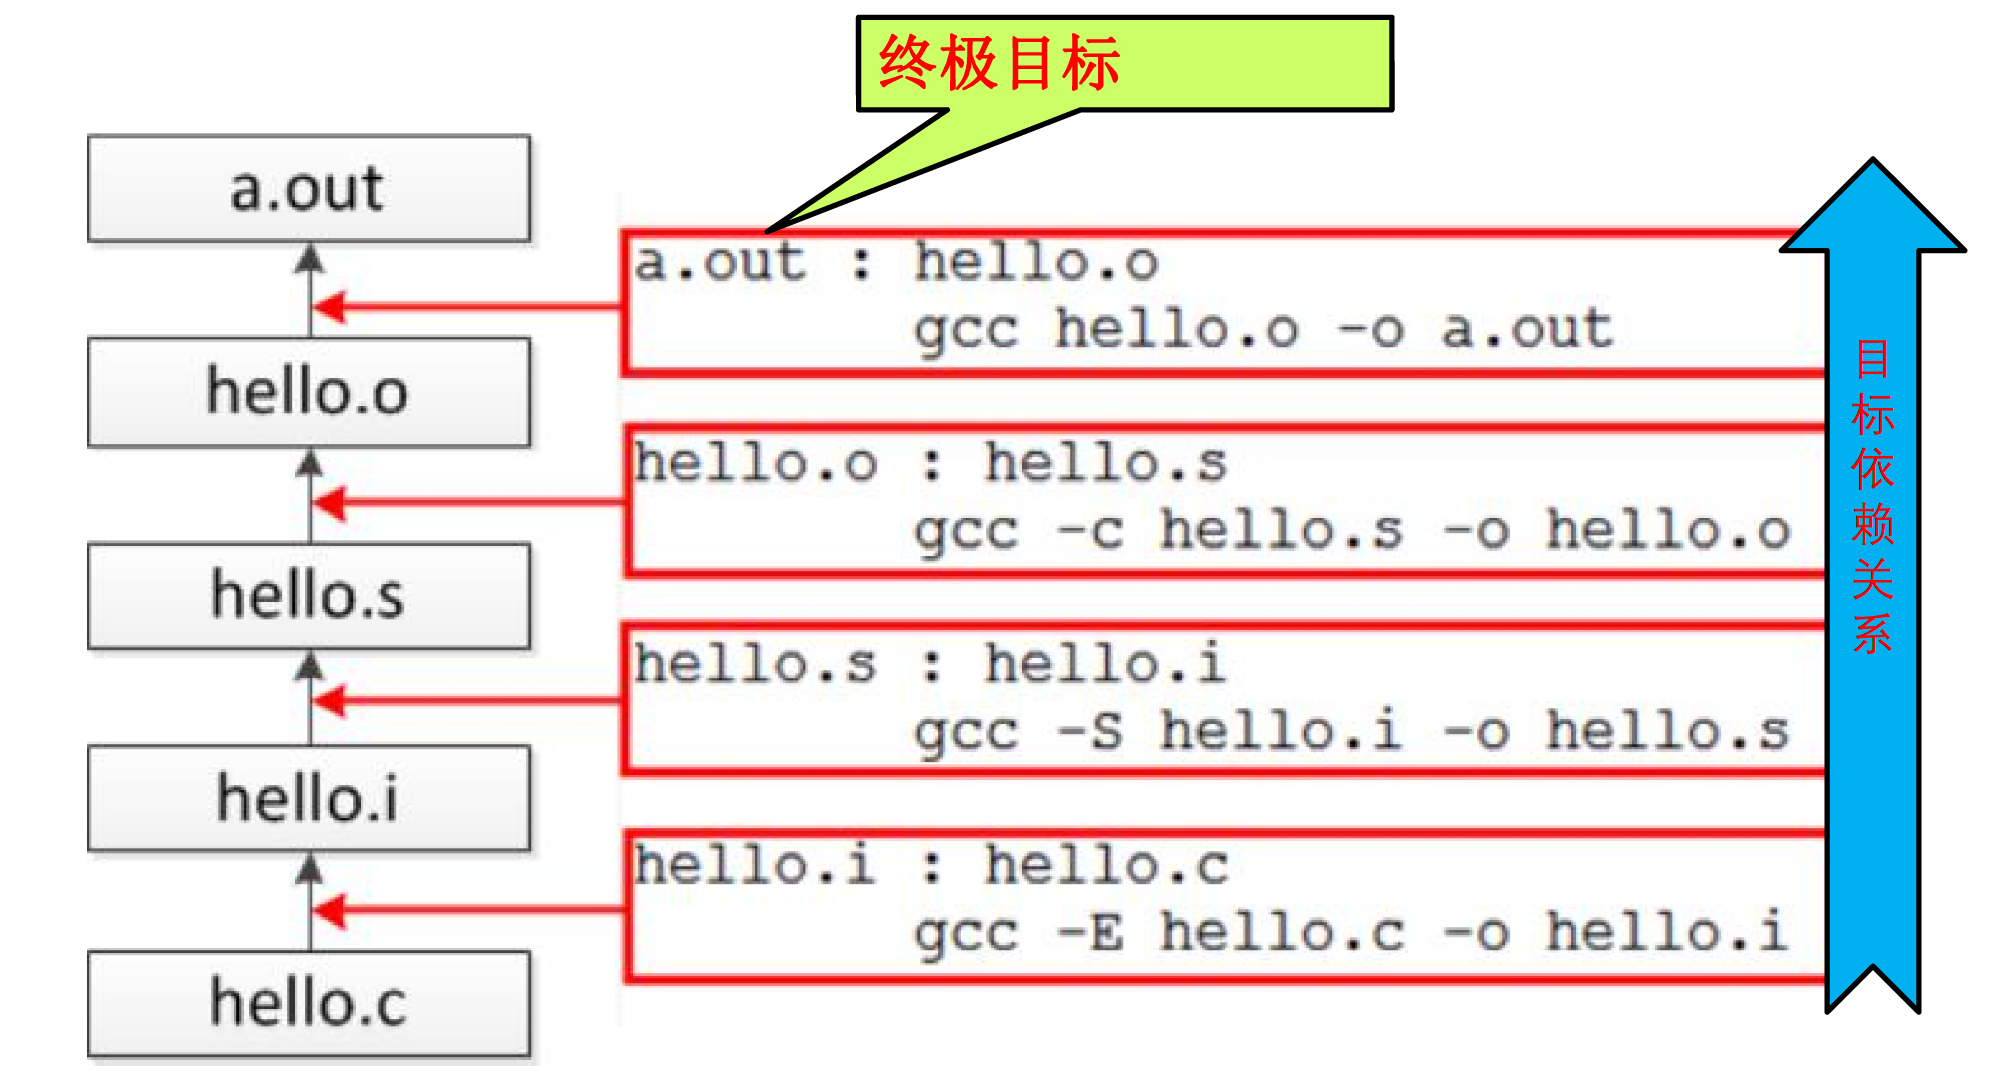 终极目标
a.out
hello.o
hello.s
hello.i
hello.c
a.out : hello.o
gcc hello.o -o a.out
hello.o : hello.s
gcc -c hello.s -o hello.o
hello.s : hello.i
gcc -S hello.i -o hello.s
hello.i : hello.c
gcc -E hello.c -o hello.i
目标依赖关系